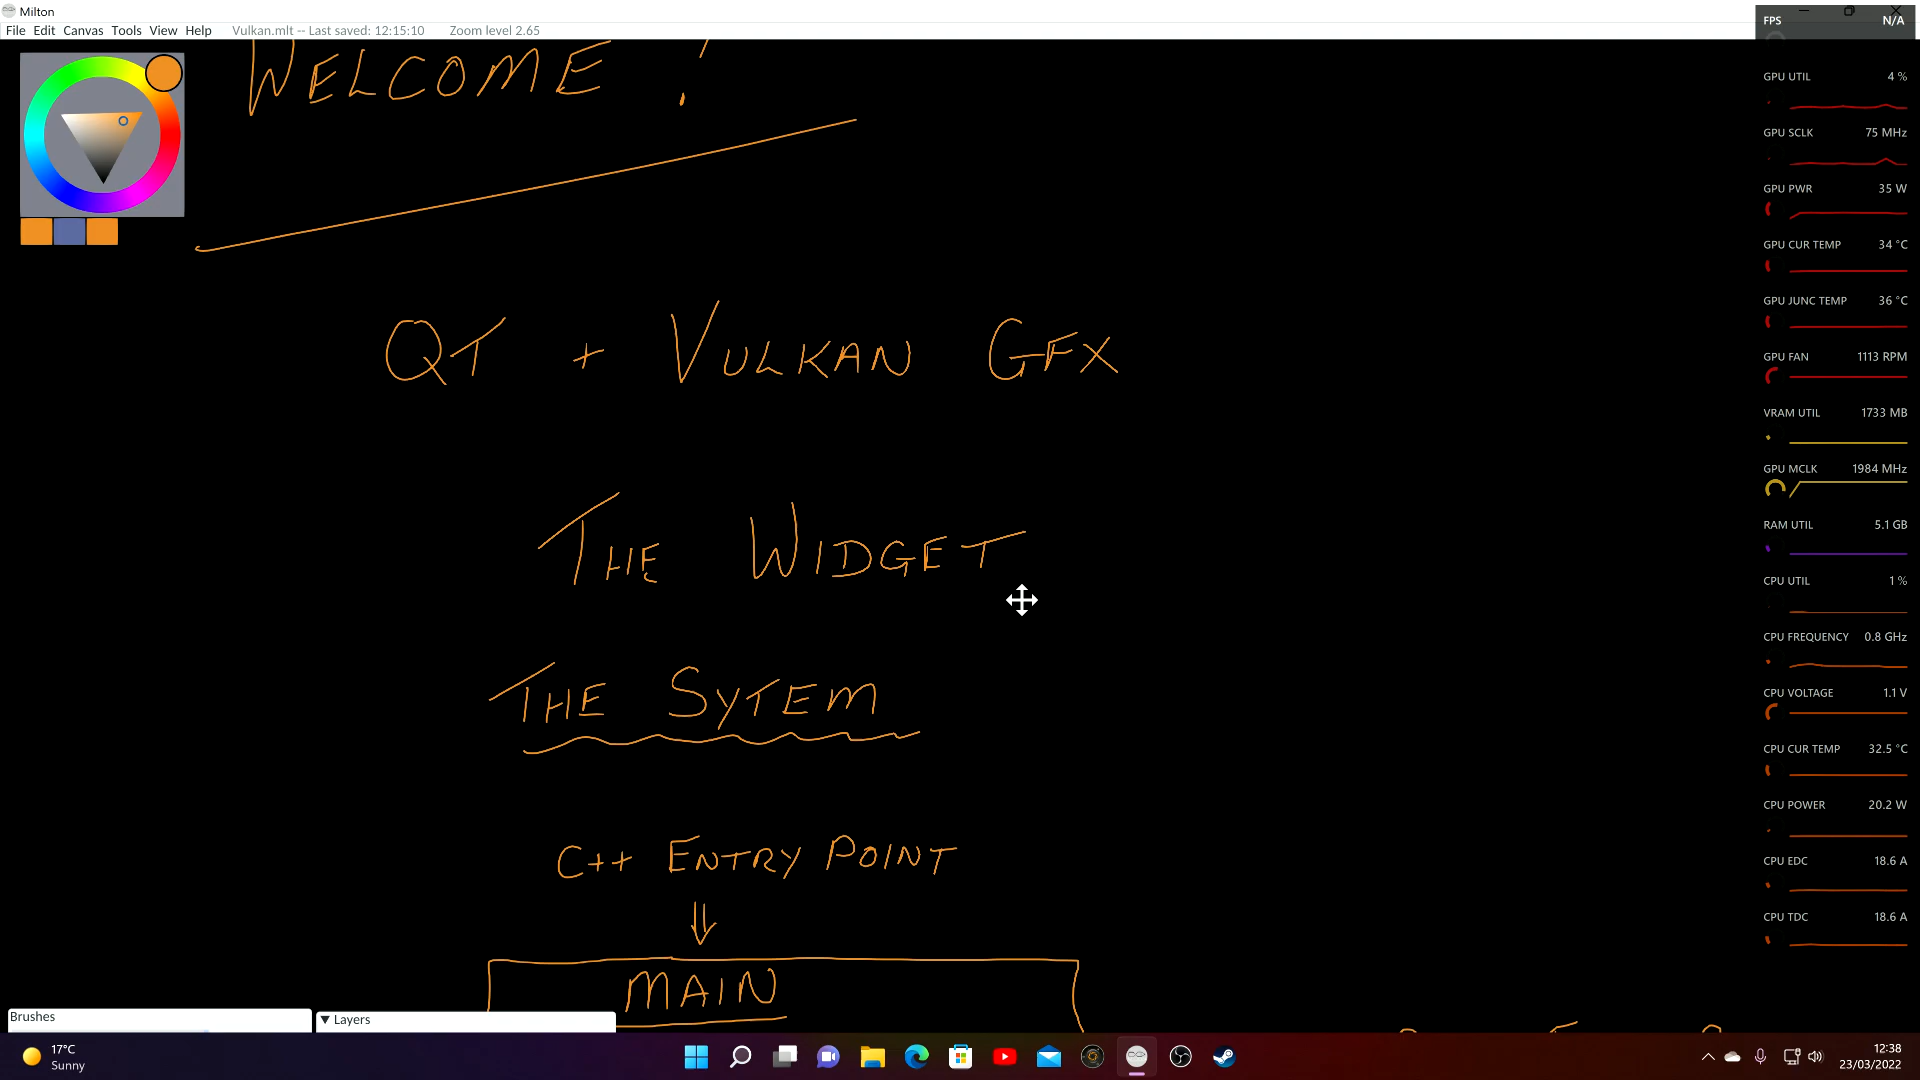 Milton
File Edit Canvas Tools View Help Vulkan.mlt -- Last saved: 12:15:10 Zoom level 2.65
WELCOME !
QT + VULKAN GFX
THE WIDGET
THE SYTEM
C++ ENTRY POINT
MAIN
FPS N/A
GPU UTIL 4 %
GPU SCLK 75 MHz
GPU PWR 35 W
GPU CUR TEMP 34 °C
GPU JUNC TEMP 36 °C
GPU FAN 1113 RPM
VRAM UTIL 1733 MB
GPU MCLK 1984 MHz
RAM UTIL 5.1 GB
CPU UTIL 1 %
CPU FREQUENCY 0.8 GHz
CPU VOLTAGE 1.1 V
CPU CUR TEMP 32.5 °C
CPU POWER 20.2 W
CPU EDC 18.6 A
CPU TDC 18.6 A
Brushes
▼ Layers
17°C
Sunny
12:38
23/03/2022